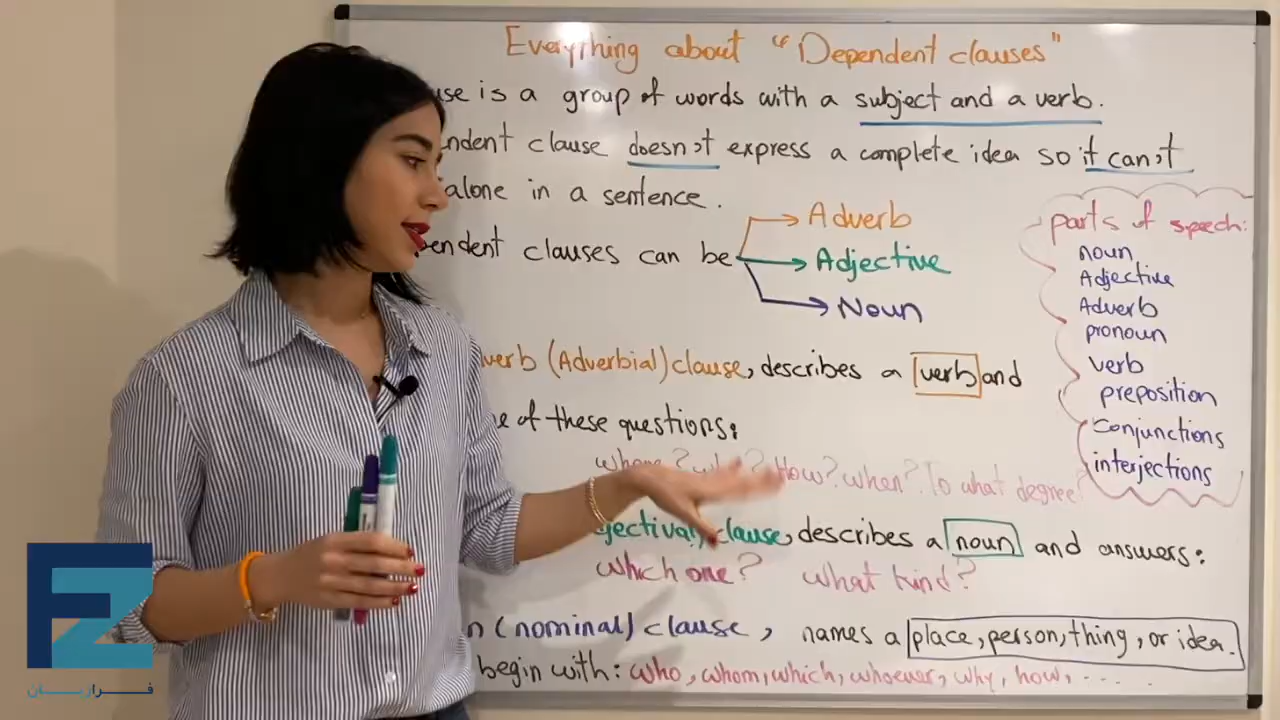 Everything about "Dependent clauses"
use is a group of words with a subject and a verb.
ndent clause doesn't express a complete idea so it can't
alone in a sentence.
pendent clauses can be
Adverb
Adjective
Noun
parts of speech:
noun
Adjective
Adverb
pronoun
verb
preposition
Conjunctions
interjections
verb (Adverbial) clause, describes a verb and
e of these questions:
where? why? How? when? To what degree?
jectival) clause, describes a noun and answers:
which one? what kind?
n (nominal) clause, names a place, person, thing, or idea.
begin with: who, whom, which, whoever, why, how, ....
FZ
فرازبان